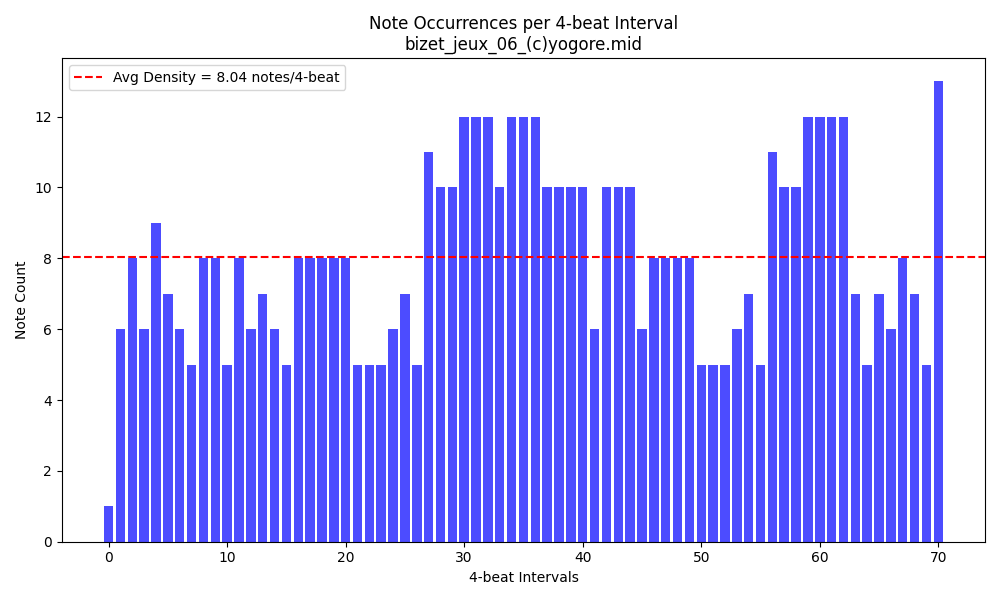 Note Occurrences per 4-beat Interval
bizet_jeux_06_(c)yogore.mid
Avg Density = 8.04 notes/4-beat
Note Count
12
10
8
6
4
2
0
0 10 20 30 40 50 60 70
4-beat Intervals